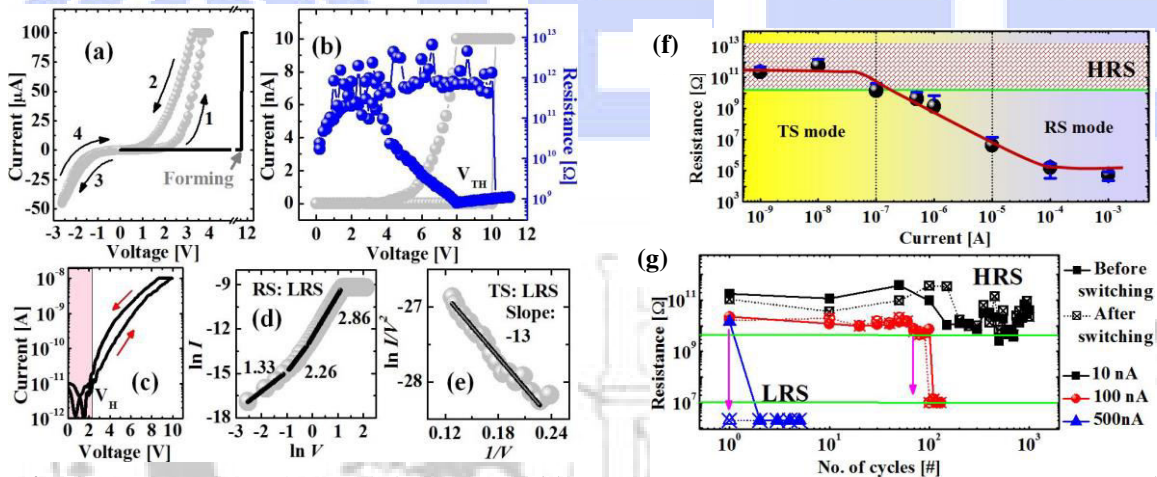 (a)
Current [µA]
100
50
0
-50
2
1
4
3
Forming
-3 -2 -1 0 2 4 12
Voltage [V]
(b)
Current [nA]
10
8
6
4
2
0
V_TH
0 2 4 6 8 10 12
Voltage [V]
Resistance [Ω]
10^13
10^12
10^11
10^10
10^9
(c)
Current [A]
10^-8
10^-9
10^-10
10^-11
10^-12
V_H
0 2 4 6 8 10
Voltage [V]
(d)
RS: LRS
ln I
-9
-12
-15
-18
1.33
2.26
2.86
-3 -2 -1 0 1 2
ln V
(e)
TS: LRS
Slope:
-13
ln I/V^2
-27
-28
0.12 0.18 0.24
1/V
(f)
Resistance [Ω]
10^13
10^11
10^9
10^7
10^5
10^3
HRS
TS mode
RS mode
10^-9 10^-8 10^-7 10^-6 10^-5 10^-4 10^-3
Current [A]
(g)
Resistance [Ω]
10^11
10^9
10^7
HRS
LRS
10^0 10^1 10^2 10^3
No. of cycles [#]
Before
switching
After
switching
10 nA
100 nA
500nA